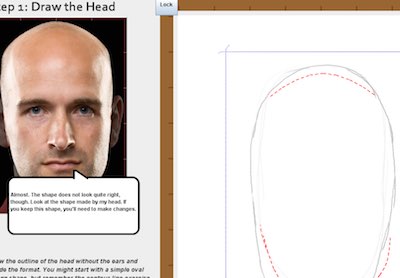 tep 1: Draw the Head
Lock
Almost. The shape does not look quite right,
though. Look at the shape made by my head. If
you keep this shape, you'll need to make changes.
w the outline of the head without the ears and
de the format. You might start with a simple oval